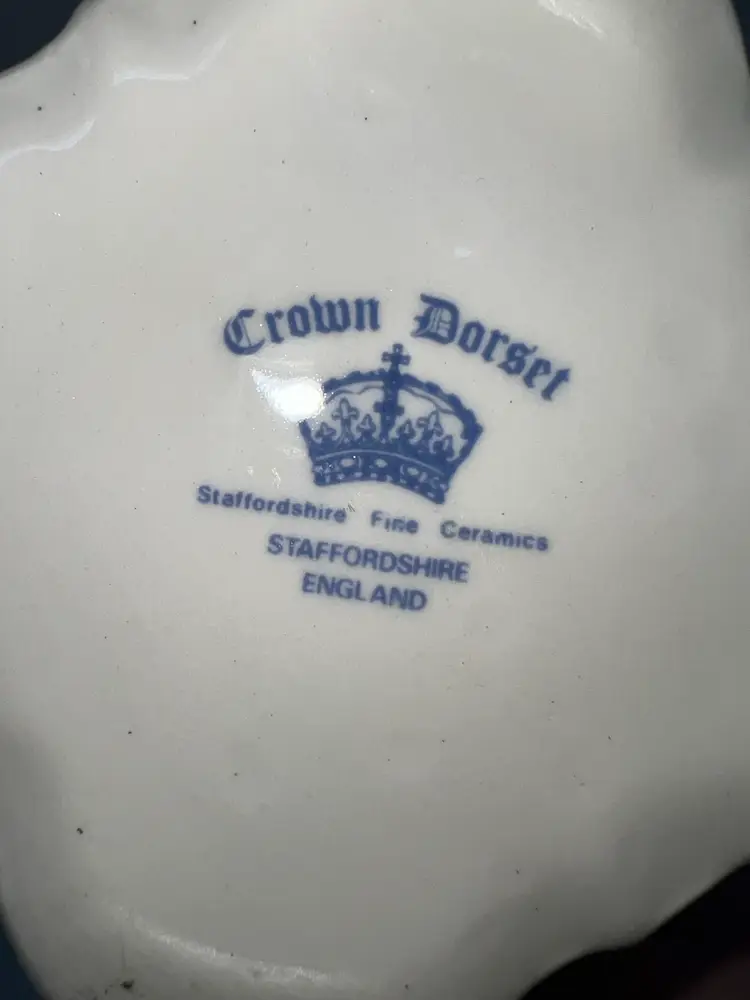 Crown Dorset
Staffordshire Fine Ceramics
STAFFORDSHIRE
ENGLAND